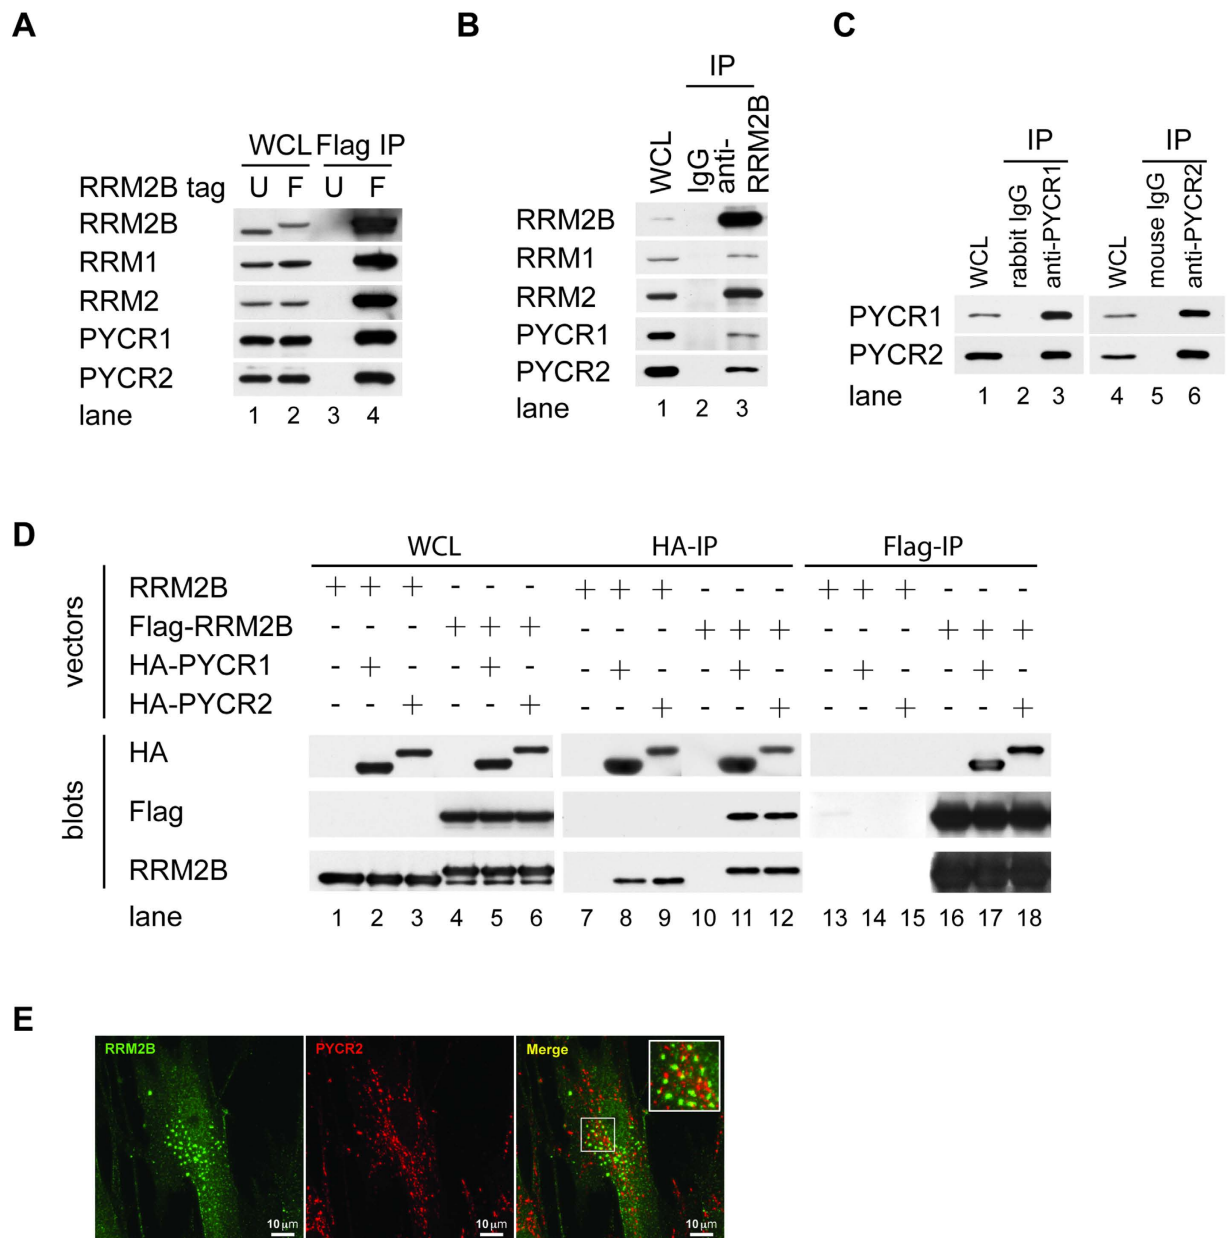 A
WCL Flag IP
RRM2B tag U F U F
RRM2B
RRM1
RRM2
PYCR1
PYCR2
lane 1 2 3 4
B
IP
WCL IgG anti-RRM2B
RRM2B
RRM1
RRM2
PYCR1
PYCR2
lane 1 2 3
C
IP IP
WCL rabbit IgG anti-PYCR1 WCL mouse IgG anti-PYCR2
PYCR1
PYCR2
lane 1 2 3 4 5 6
D
WCL HA-IP Flag-IP
vectors
RRM2B + + + - - - + + + - - - + + + - - -
Flag-RRM2B - - - + + + - - - + + + - - - + + +
HA-PYCR1 - + - - + - - + - - + - - + - - + -
HA-PYCR2 - - + - - + - - + - - + - - + - - +
blots
HA
Flag
RRM2B
lane 1 2 3 4 5 6 7 8 9 10 11 12 13 14 15 16 17 18
E
RRM2B PYCR2 Merge
10 μm 10 μm 10 μm